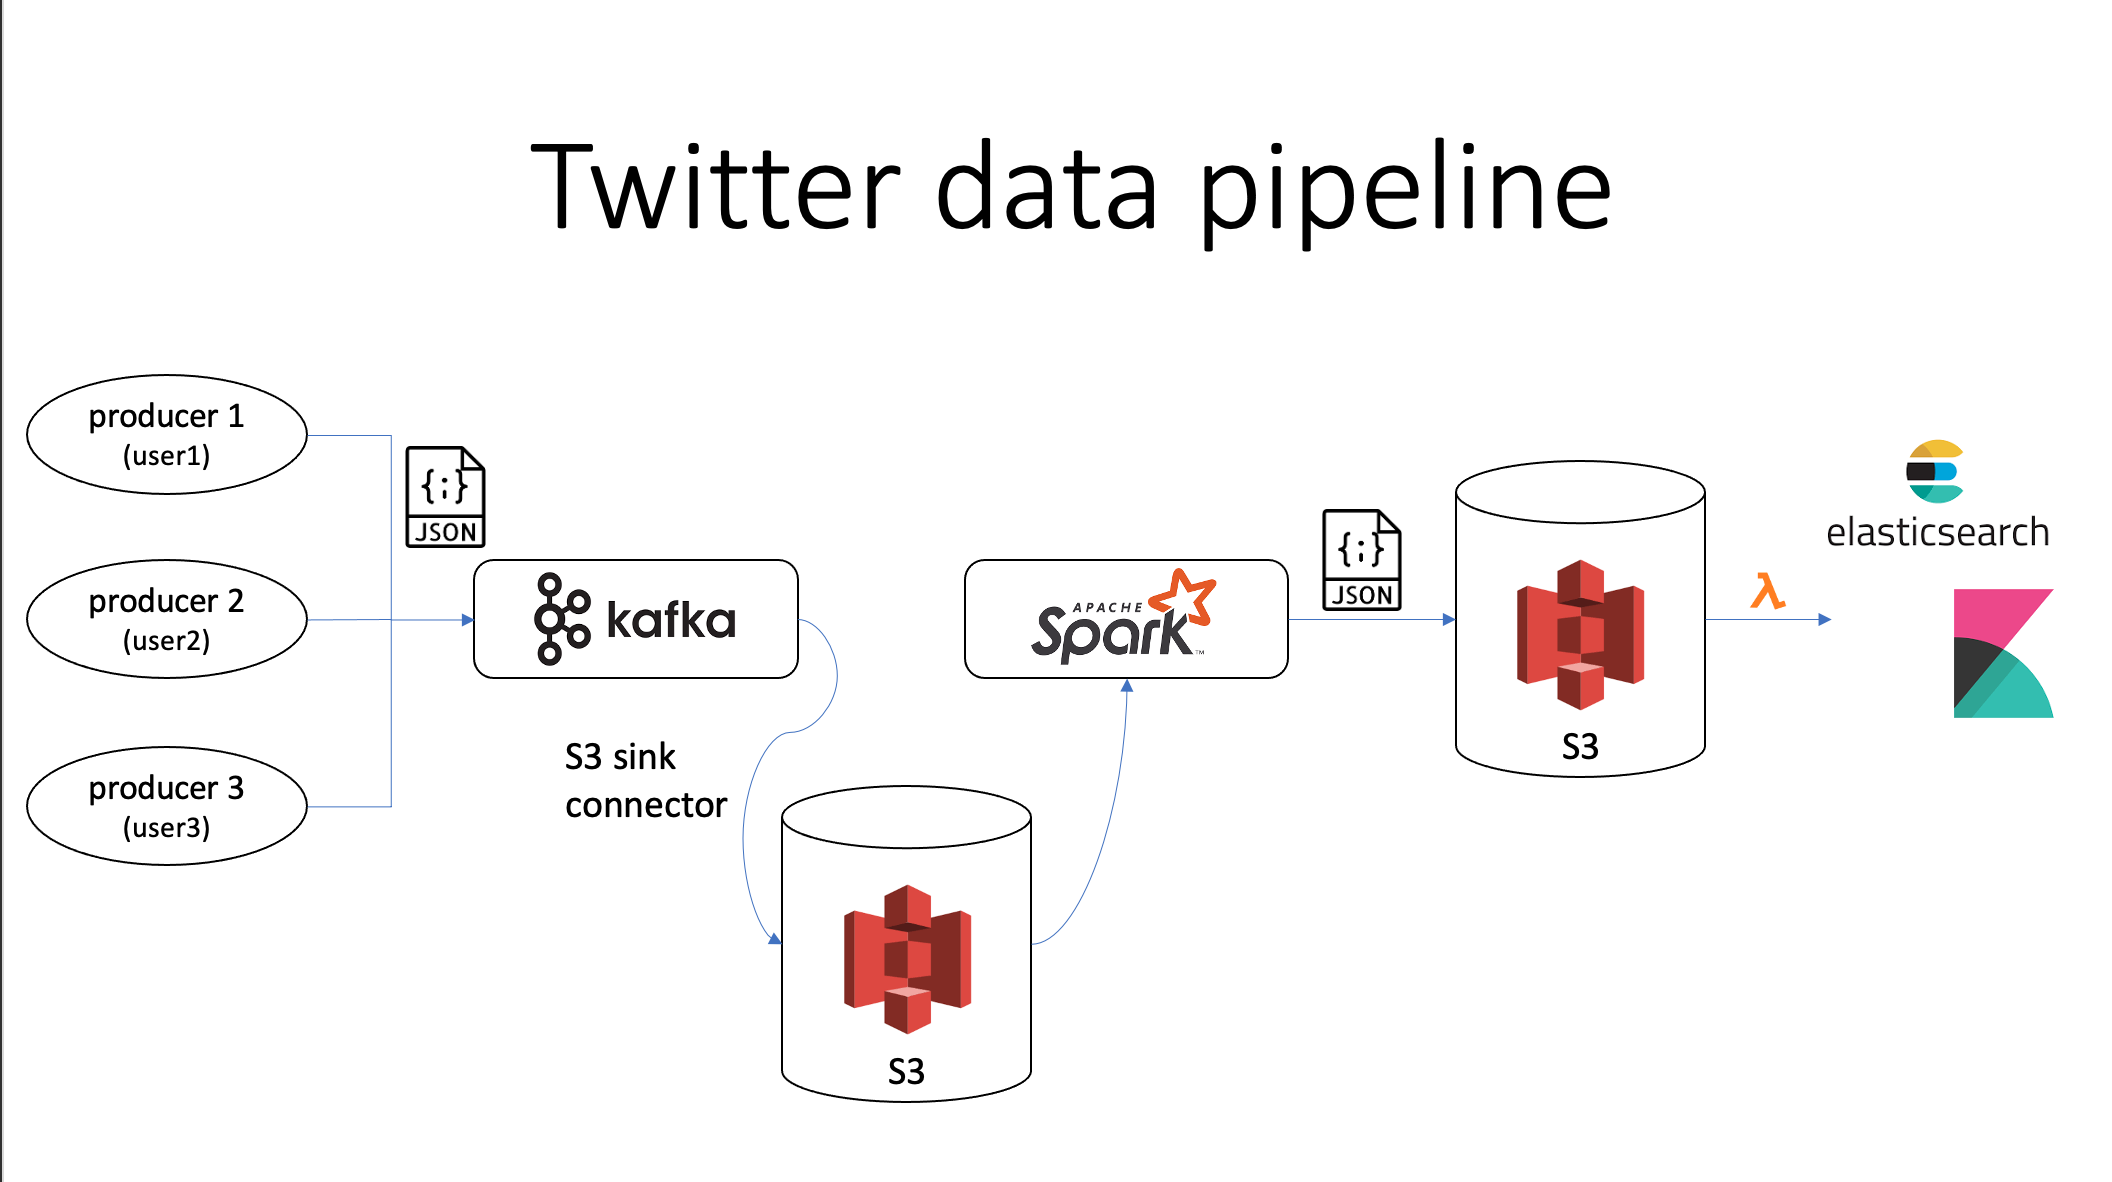 Twitter data pipeline
producer 1
(user1)
{;}
JSON
producer 2
(user2)
kafka
producer 3
(user3)
S3 sink
connector
S3
APACHE
Spark™
{;}
JSON
S3
λ
elasticsearch